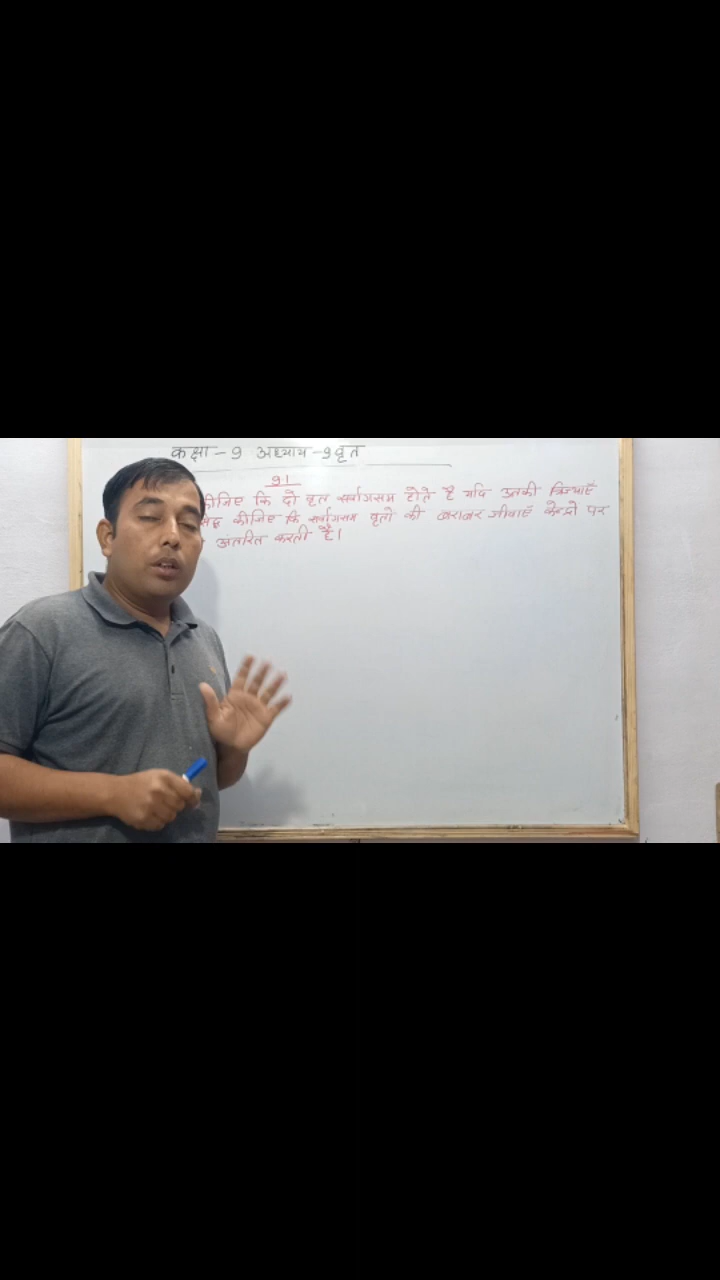 कक्षा - 9 अध्याय - 9 वृत
9.1
कीजिए कि दो वृत सर्वागसम होते है यदि उनकी त्रिज्याएँ
कीजिए कि सर्वागसम वृतो की बराबर जीवाएँ केन्द्रो पर
अंतरित करती है।